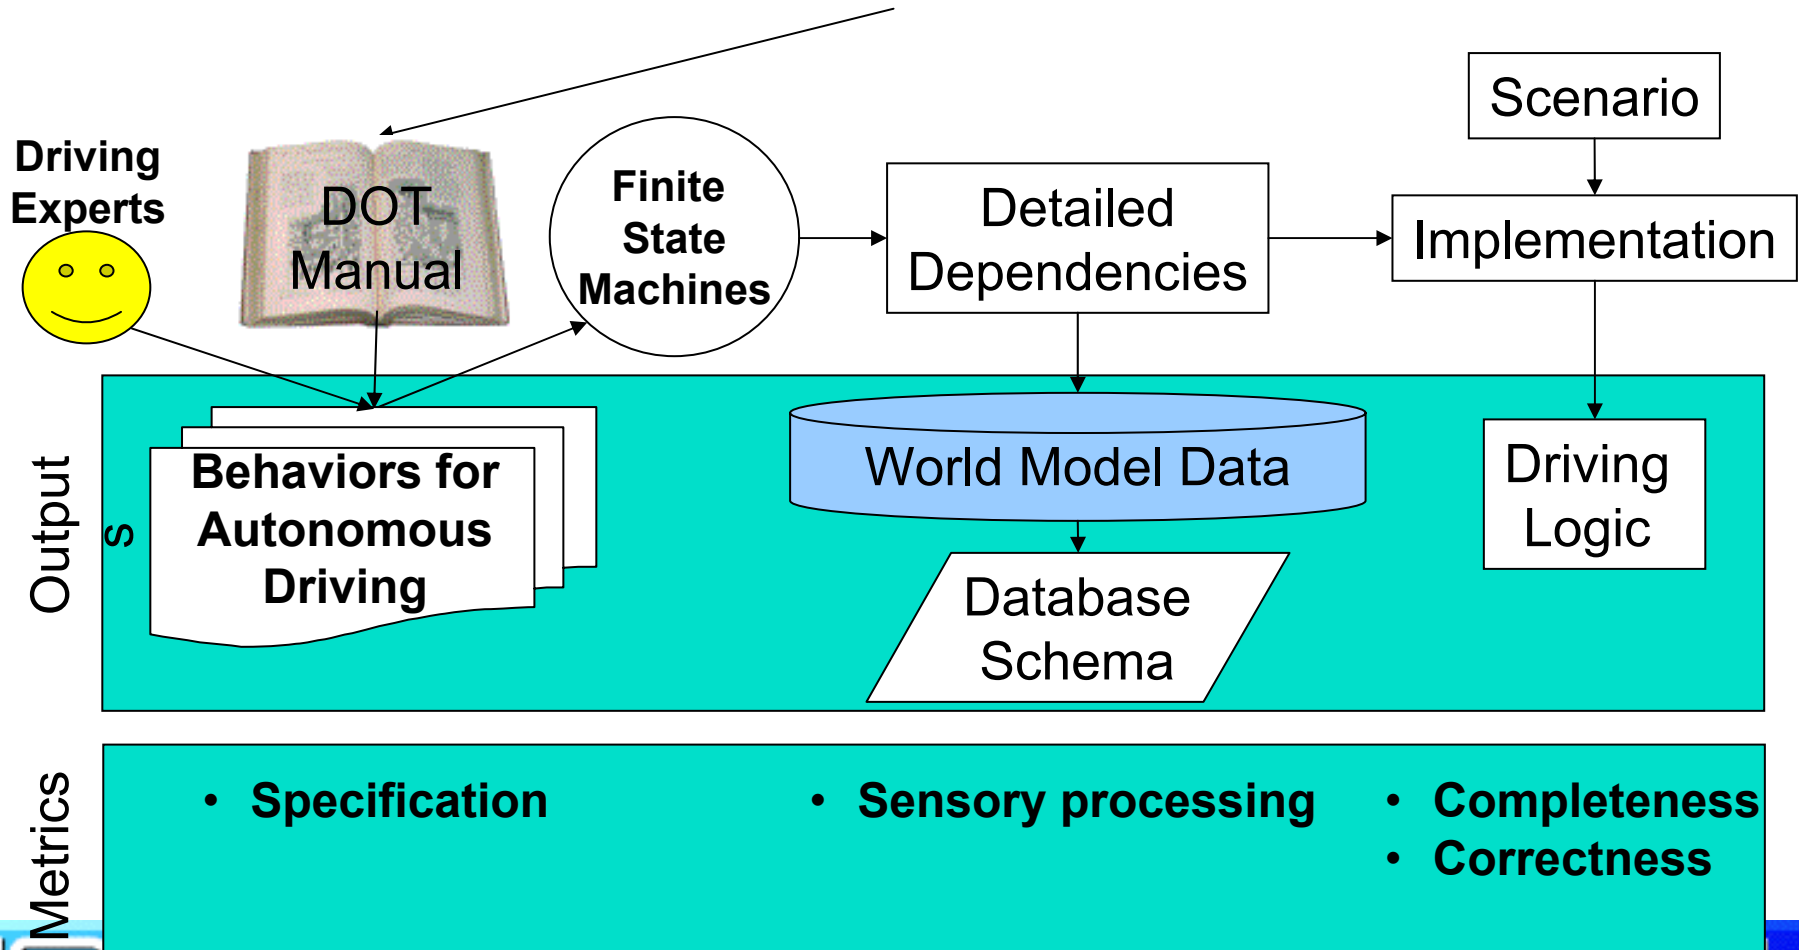 Driving
Experts
DOT
Manual
Finite
State
Machines
Detailed
Dependencies
Scenario
Implementation
Output
s
Behaviors for
Autonomous
Driving
World Model Data
Database
Schema
Driving
Logic
Metrics
• Specification
• Sensory processing
• Completeness
• Correctness